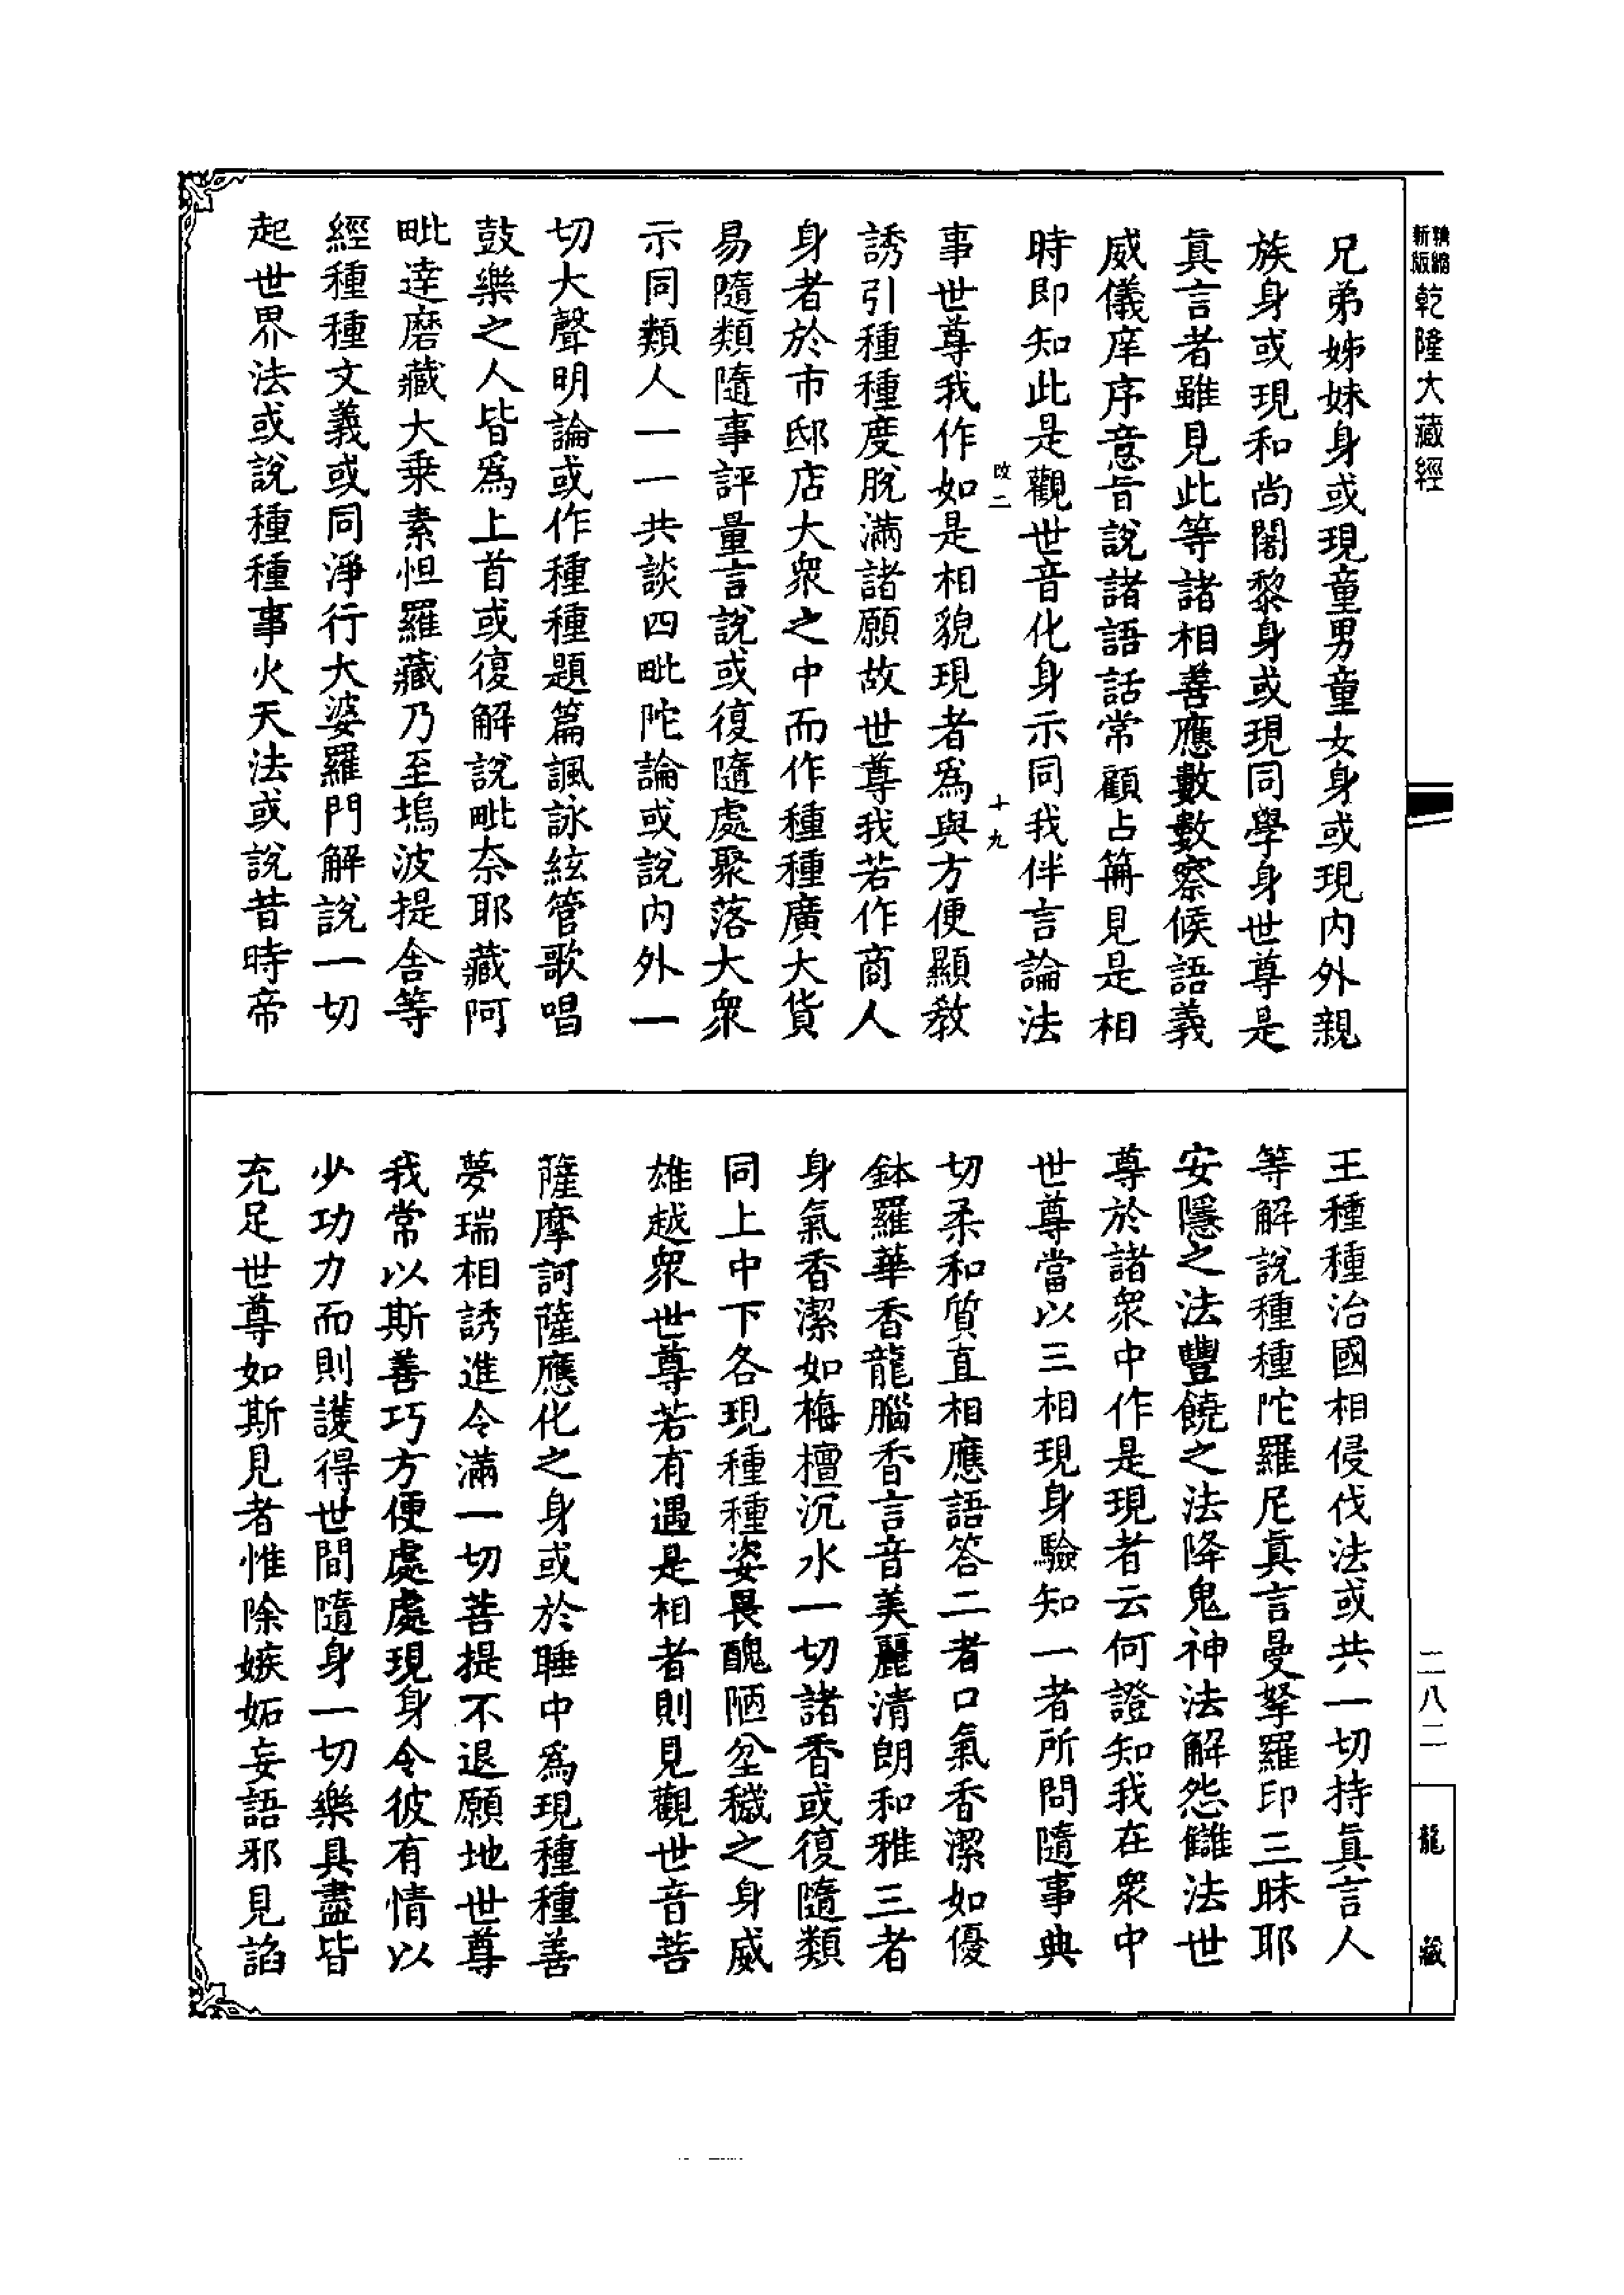 精縮新版乾隆大藏經
兄弟姊妹身或現童男童女身或現内外親
族身或現和尚闍黎身或現同學身世尊是
真言者雖見此等諸相善應數數察候語義
威儀庠序意旨說諸語話常顧占筭見是相
時即知此是觀世音化身示同我伴言論法
改二 十九
事世尊我作如是相貌現者爲與方便顯教
誘引種種度脫滿諸願故世尊我若作商人
身者於市邸店大衆之中而作種種廣大貨
易隨類隨事評量言說或復隨處聚落大衆
示同類人一一共談四毗陀論或說内外一
切大聲明論或作種種題篇諷詠絃管歌唱
鼓樂之人皆爲上首或復解說毗奈耶藏阿
毗逹磨藏大乗素怛羅藏乃至塢波提舍等
經種種文義或同淨行大婆羅門解說一切
起世界法或說種種事火天法或說昔時帝
王種種治國相侵伐法或共一切持真言人
等解說種種陀羅尼真言曼拏羅印三昧耶
安隱之法豐饒之法降鬼神法解怨讎法世
尊於諸衆中作是現者云何證知我在衆中
世尊當以三相現身驗知一者所問隨事典
切柔和質直相應語答二者口氣香潔如優
鉢羅華香龍腦香言音美麗清朗和雅三者
身氣香潔如栴檀沉水一切諸香或復隨類
同上中下各現種種姿畏醜陋坌穢之身威
雄越衆世尊若有遇是相者則見觀世音菩
薩摩訶薩應化之身或於睡中爲現種種善
夢瑞相誘進令滿一切菩提不退願地世尊
我常以斯善巧方便處處現身令彼有情以
少功力而則護得世間隨身一切樂具盡皆
充足世尊如斯見者惟除嫉妬妄語邪見諂
二八二
龍藏